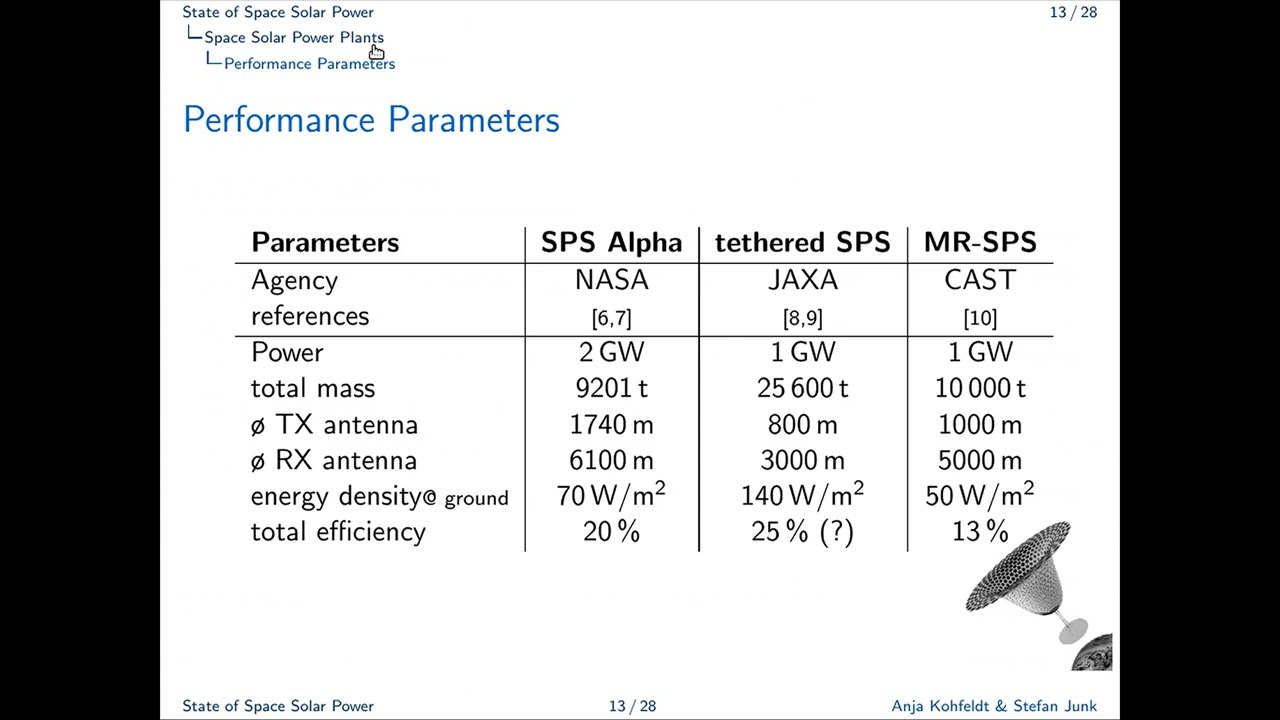 State of Space Solar Power 13 / 28
Space Solar Power Plants
Performance Parameters
Performance Parameters
Parameters SPS Alpha tethered SPS MR-SPS
Agency NASA JAXA CAST
references [6,7] [8,9] [10]
Power 2 GW 1 GW 1 GW
total mass 9201 t 25 600 t 10 000 t
ø TX antenna 1740 m 800 m 1000 m
ø RX antenna 6100 m 3000 m 5000 m
energy density@ ground 70 W/m² 140 W/m² 50 W/m²
total efficiency 20 % 25 % (?) 13 %
State of Space Solar Power 13 / 28 Anja Kohfeldt & Stefan Junk